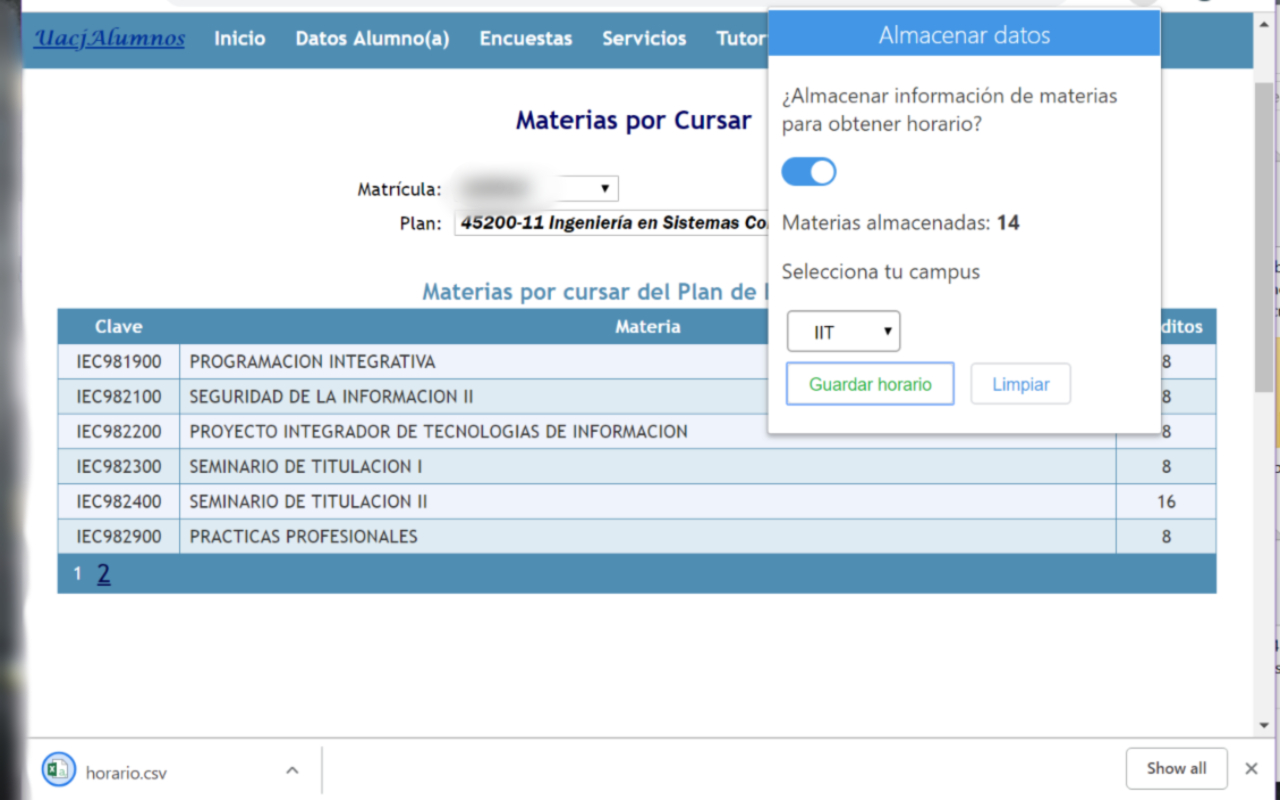 UacjAlumnos Inicio Datos Alumno(a) Encuestas Servicios Tutor
Almacenar datos
¿Almacenar información de materias
para obtener horario?
Materias almacenadas: 14
Selecciona tu campus
IIT
Guardar horario Limpiar
Materias por Cursar
Matrícula:
Plan: 45200-11 Ingeniería en Sistemas Co
Materias por cursar del Plan de
Clave Materia ditos
IEC981900 PROGRAMACION INTEGRATIVA 8
IEC982100 SEGURIDAD DE LA INFORMACION II 8
IEC982200 PROYECTO INTEGRADOR DE TECNOLOGIAS DE INFORMACION 8
IEC982300 SEMINARIO DE TITULACION I 8
IEC982400 SEMINARIO DE TITULACION II 16
IEC982900 PRACTICAS PROFESIONALES 8
1 2
horario.csv Show all